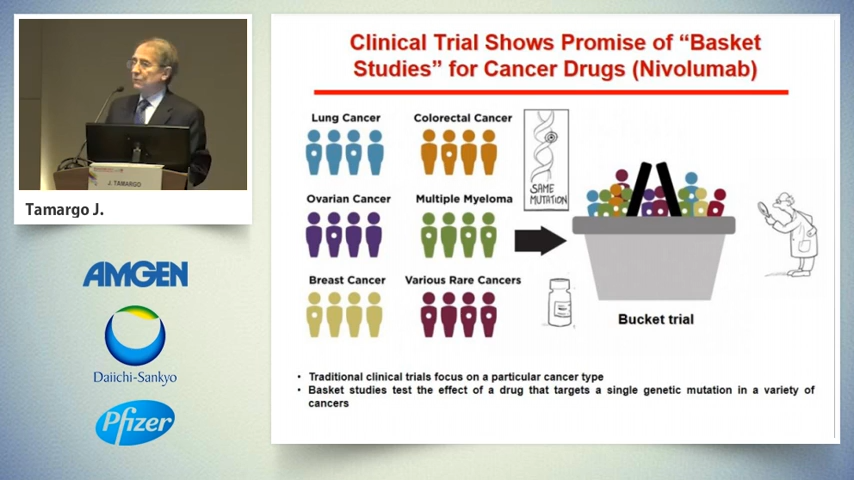 Clinical Trial Shows Promise of “Basket
Studies” for Cancer Drugs (Nivolumab)
Lung Cancer
Colorectal Cancer
Ovarian Cancer
Multiple Myeloma
Breast Cancer
Various Rare Cancers
SAME
MUTATION
Bucket trial
• Traditional clinical trials focus on a particular cancer type
• Basket studies test the effect of a drug that targets a single genetic mutation in a variety of
cancers
J. TAMARGO
Tamargo J.
AMGEN
Daiichi-Sankyo
Pfizer